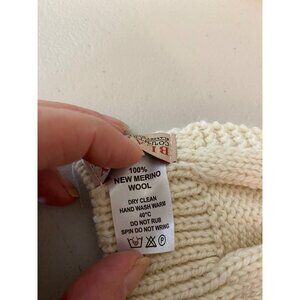 100%
NEW MERINO
WOOL
DRY CLEAN
HAND WASH WARM
40°C
DO NOT RUB
SPIN DO NOT WRING
P